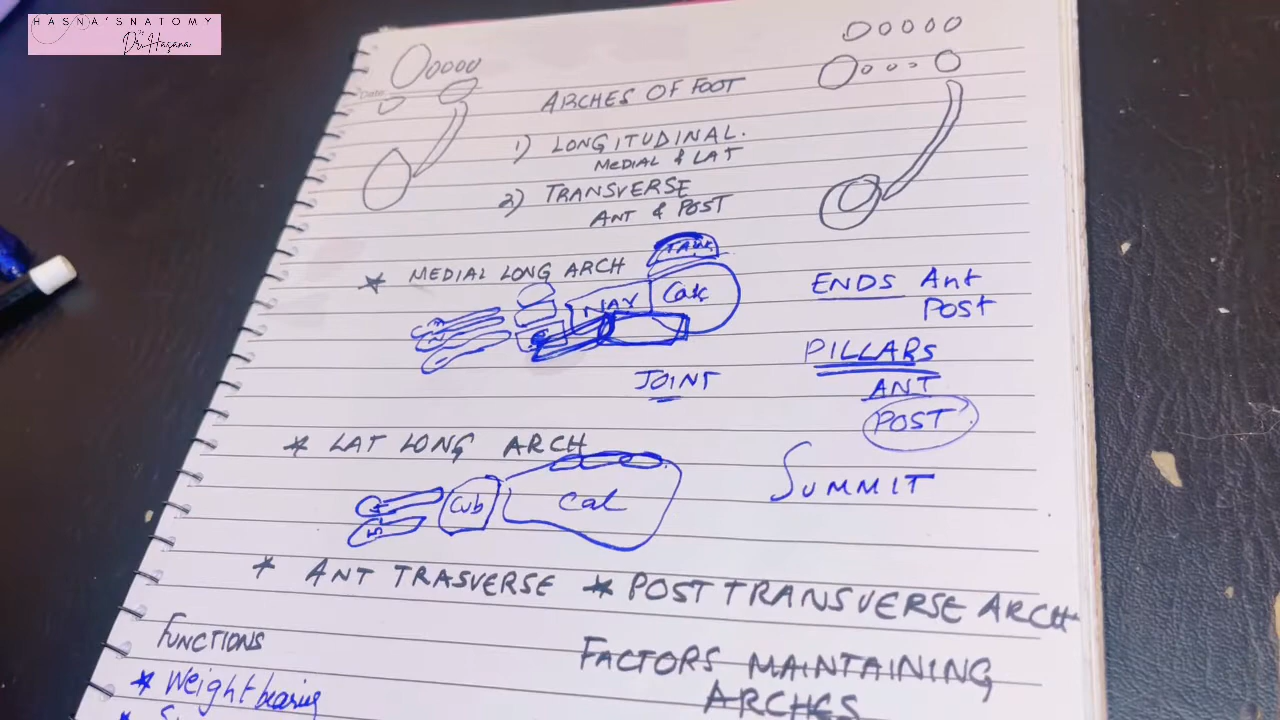 HASNA'SNATOMY
Dr.Hasana
Date
ARCHES OF FOOT
1) LONGITUDINAL.
MEDIAL & LAT
2) TRANSVERSE
ANT & POST
* MEDIAL LONG ARCH
NAV
Calc
ENDS Ant
Post
JOINT
PILLARS
ANT
POST
* LAT LONG ARCH
Cub
Cal
SUMMIT
* ANT TRASVERSE * POST TRANSVERSE ARCH
FUNCTIONS
* Weight bearing
FACTORS MAINTAINING
ARCHES